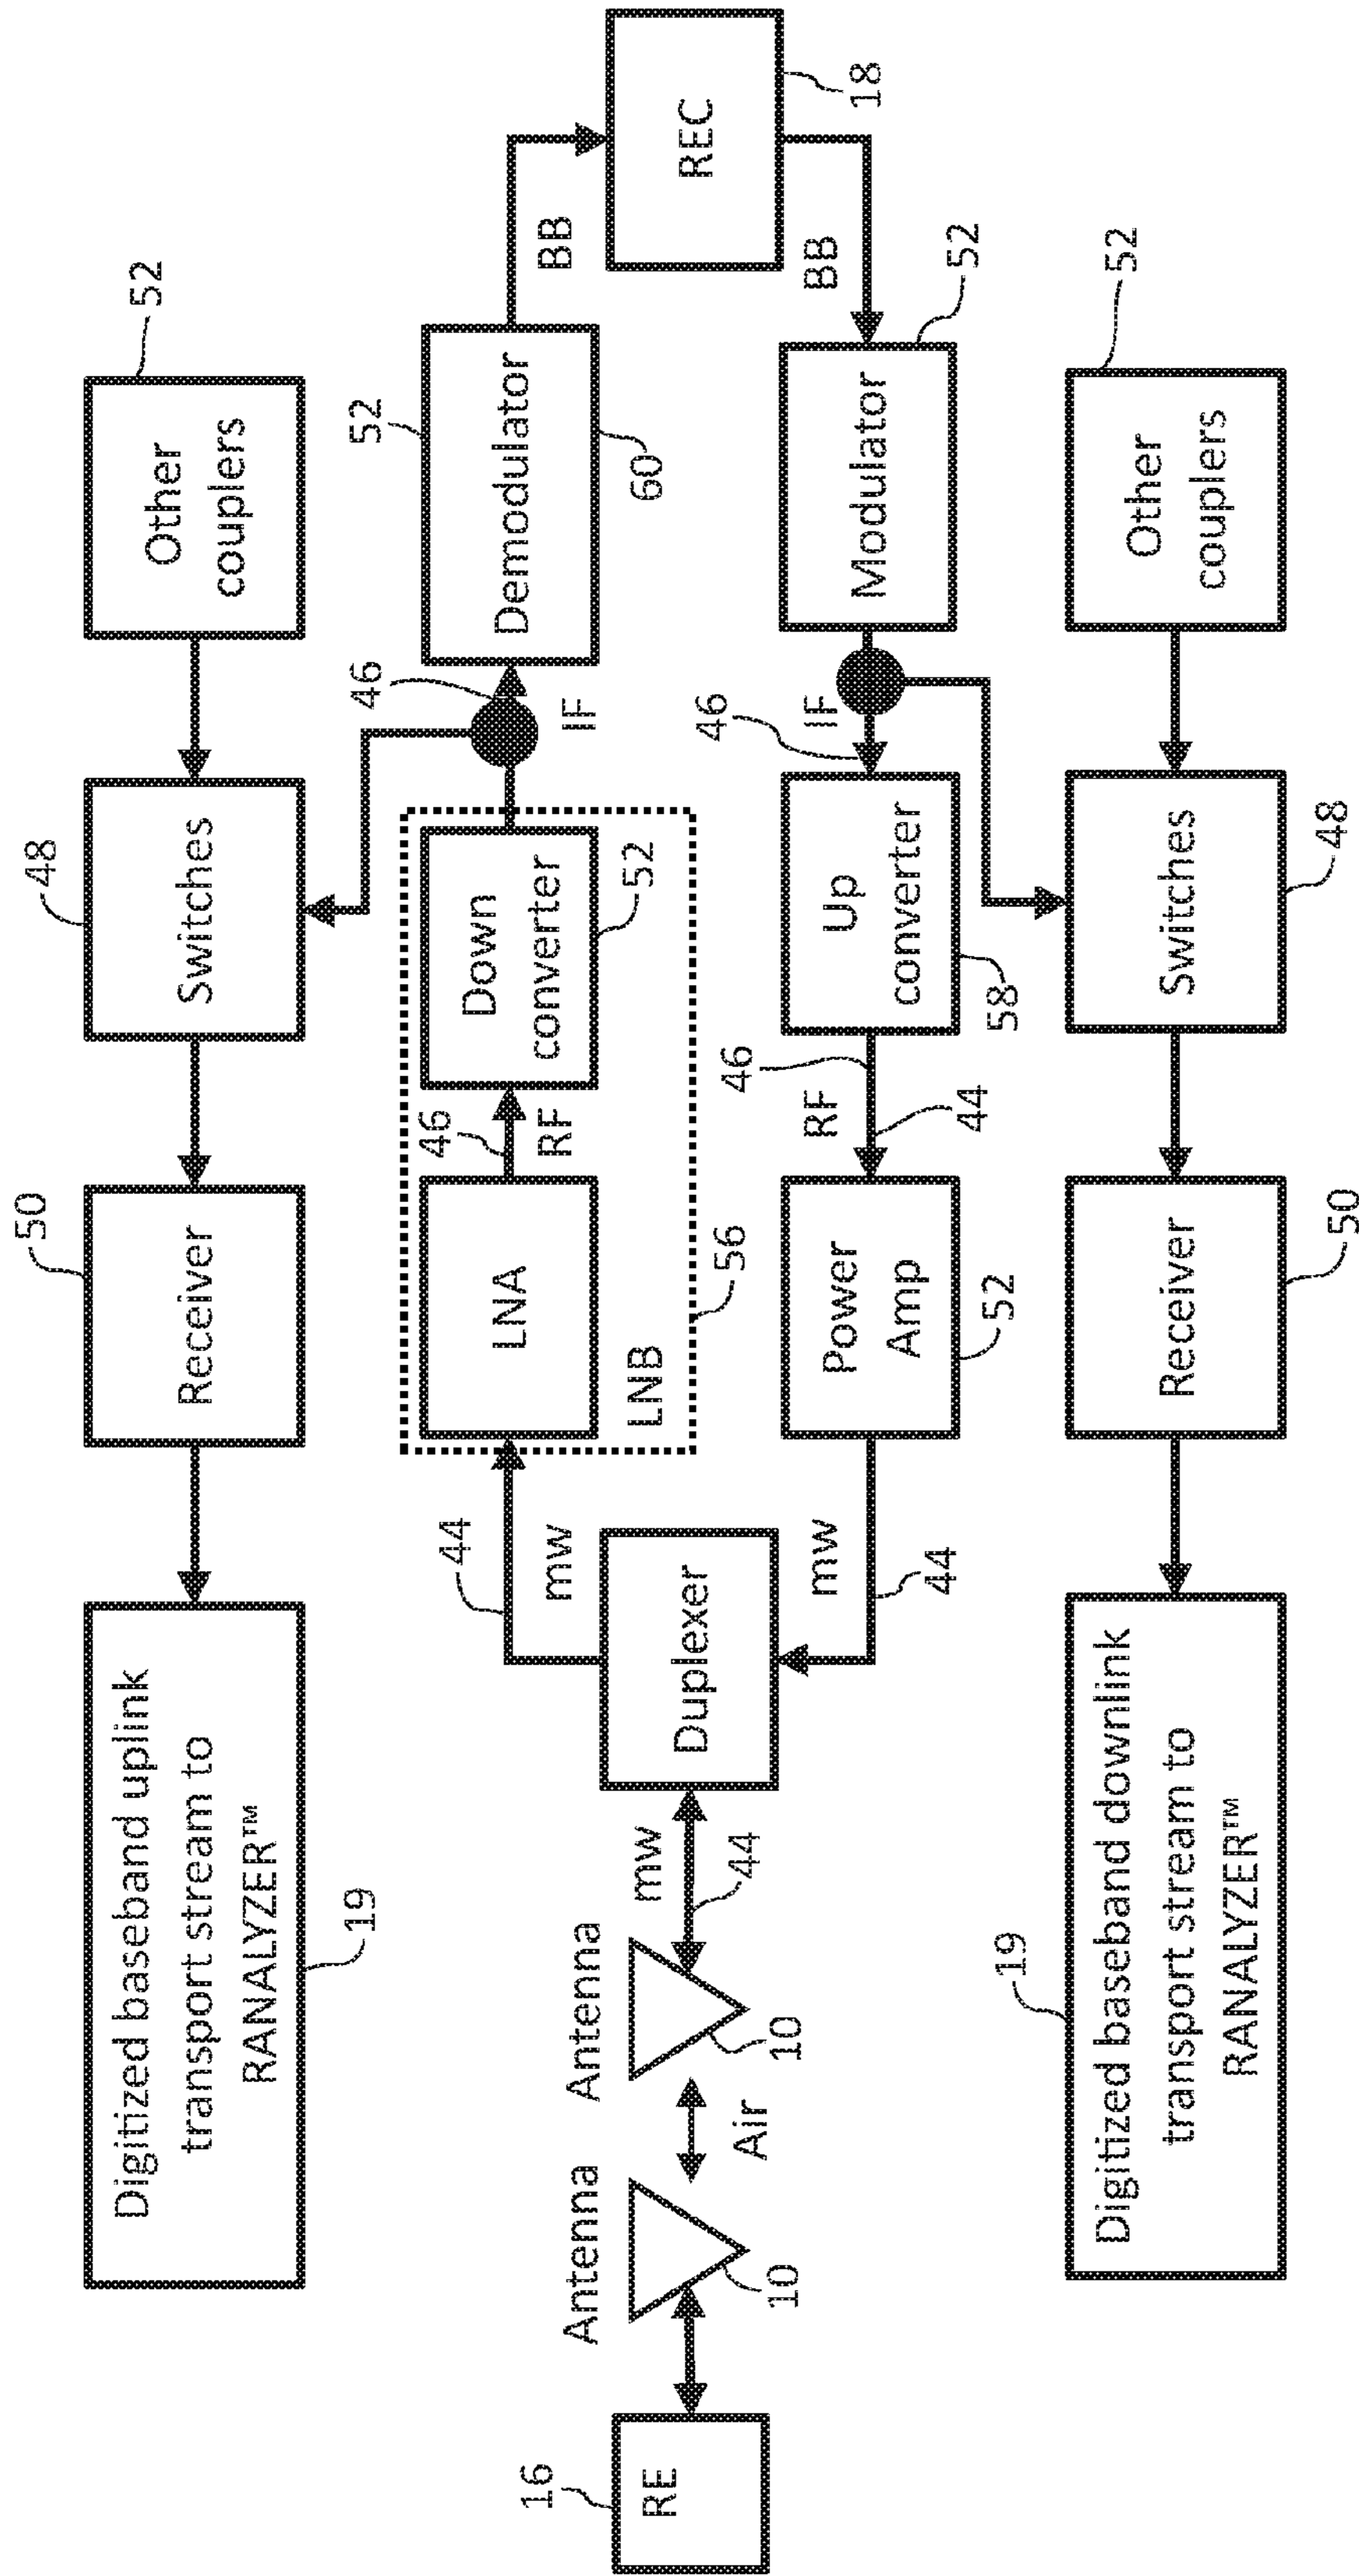 Digitized baseband uplink
transport stream to
RANALYZER™
19
Receiver
50
Switches
48
Other
couplers
52
16
RE
Antenna
10
Air
Antenna
10
mw
44
Duplexer
44
mw
LNA
46
RF
Down
converter
52
LNB
56
46
IF
52
Demodulator
60
BB
REC
18
BB
Modulator
52
IF
46
Up
converter
58
46
RF
44
Power
Amp
52
mw
44
19
Digitized baseband downlink
transport stream to
RANALYZER™
Receiver
50
Switches
48
Other
couplers
52